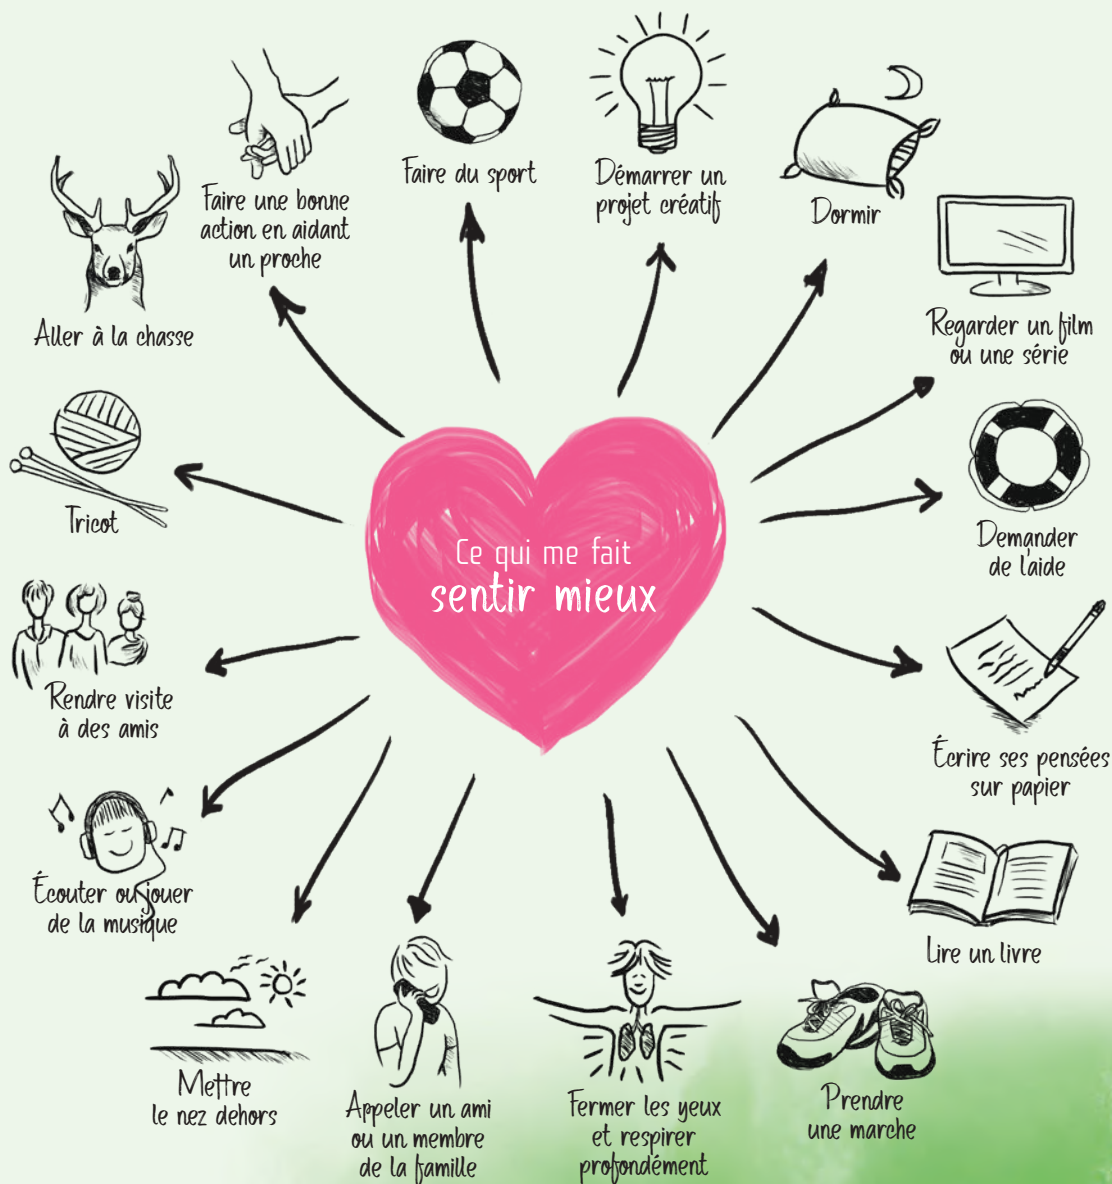 Ce qui me fait
sentir mieux
Faire du sport
Démarrer un
projet créatif
Dormir
Regarder un film
ou une série
Demander
de l'aide
Écrire ses pensées
sur papier
Lire un livre
Prendre
une marche
Fermer les yeux
et respirer
profondément
Appeler un ami
ou un membre
de la famille
Mettre
le nez dehors
Écouter ou jouer
de la musique
Rendre visite
à des amis
Tricot
Aller à la chasse
Faire une bonne
action en aidant
un proche